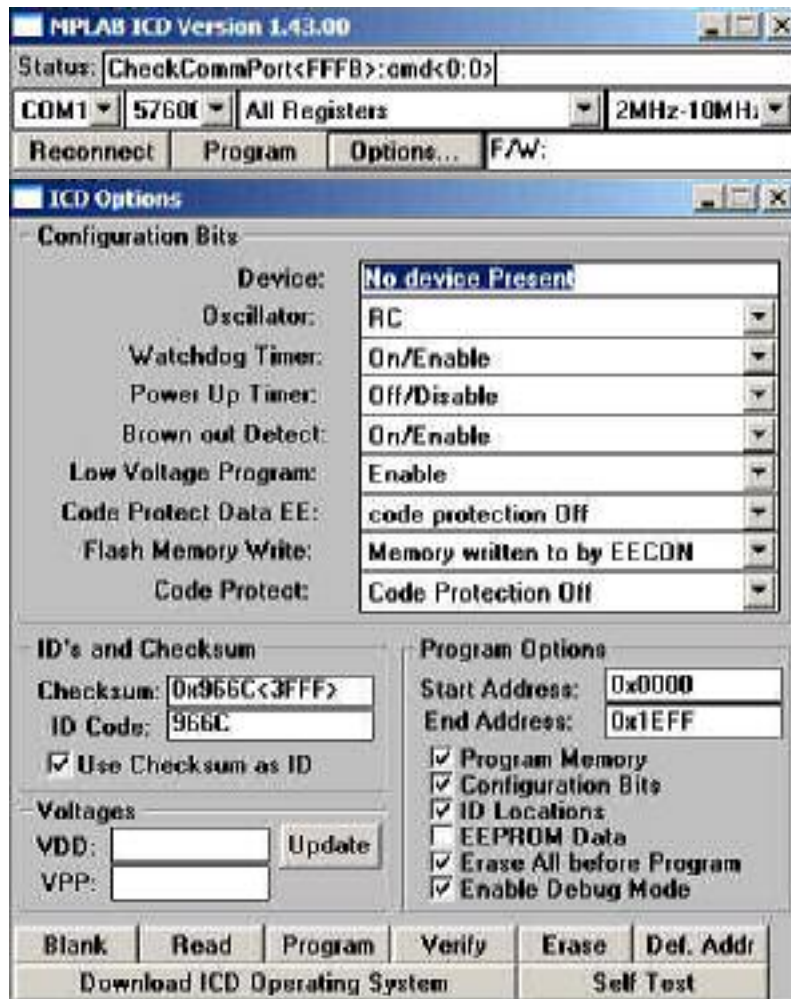 MPLAB ICD Version 1.43.00
Status: CheckCommPort<FFFB>:cmd<0:0>
COM1 5760( All Registers 2MHz-10MHz
Reconnect Program Options... F/W:
ICD Options
Configuration Bits
Device: No device Present
Oscillator: RC
Watchdog Timer: On/Enable
Power Up Timer: Off/Disable
Brown out Detect: On/Enable
Low Voltage Program: Enable
Code Protect Data EE: code protection Off
Flash Memory Write: Memory written to by EECON
Code Protect: Code Protection Off
ID's and Checksum
Checksum: 0x966C<3FFF>
ID Code: 966C
Use Checksum as ID
Voltages
VDD: Update
VPP:
Program Options
Start Address: 0x0000
End Address: 0x1EFF
Program Memory
Configuration Bits
ID Locations
EEPROM Data
Erase All before Program
Enable Debug Mode
Blank Read Program Verify Erase Def. Addr
Download ICD Operating System Self Test